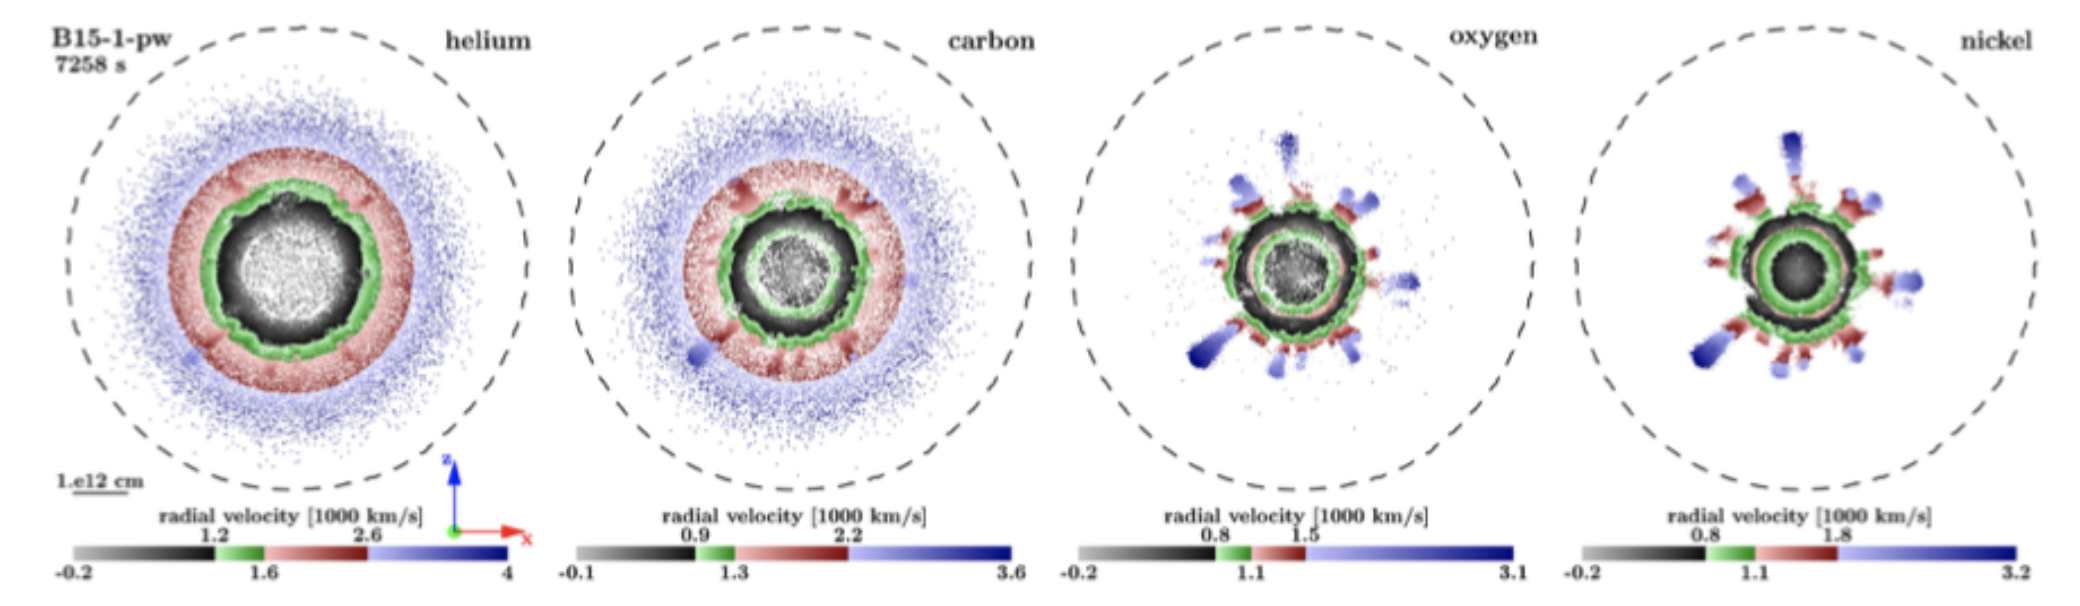 B15-1-pw
7258 s
helium
carbon
oxygen
nickel
1.e12 cm
z
x
radial velocity [1000 km/s]
1.2 2.6
-0.2 1.6 4
radial velocity [1000 km/s]
0.9 2.2
-0.1 1.3 3.6
radial velocity [1000 km/s]
0.8 1.5
-0.2 1.1 3.1
radial velocity [1000 km/s]
0.8 1.8
-0.2 1.1 3.2